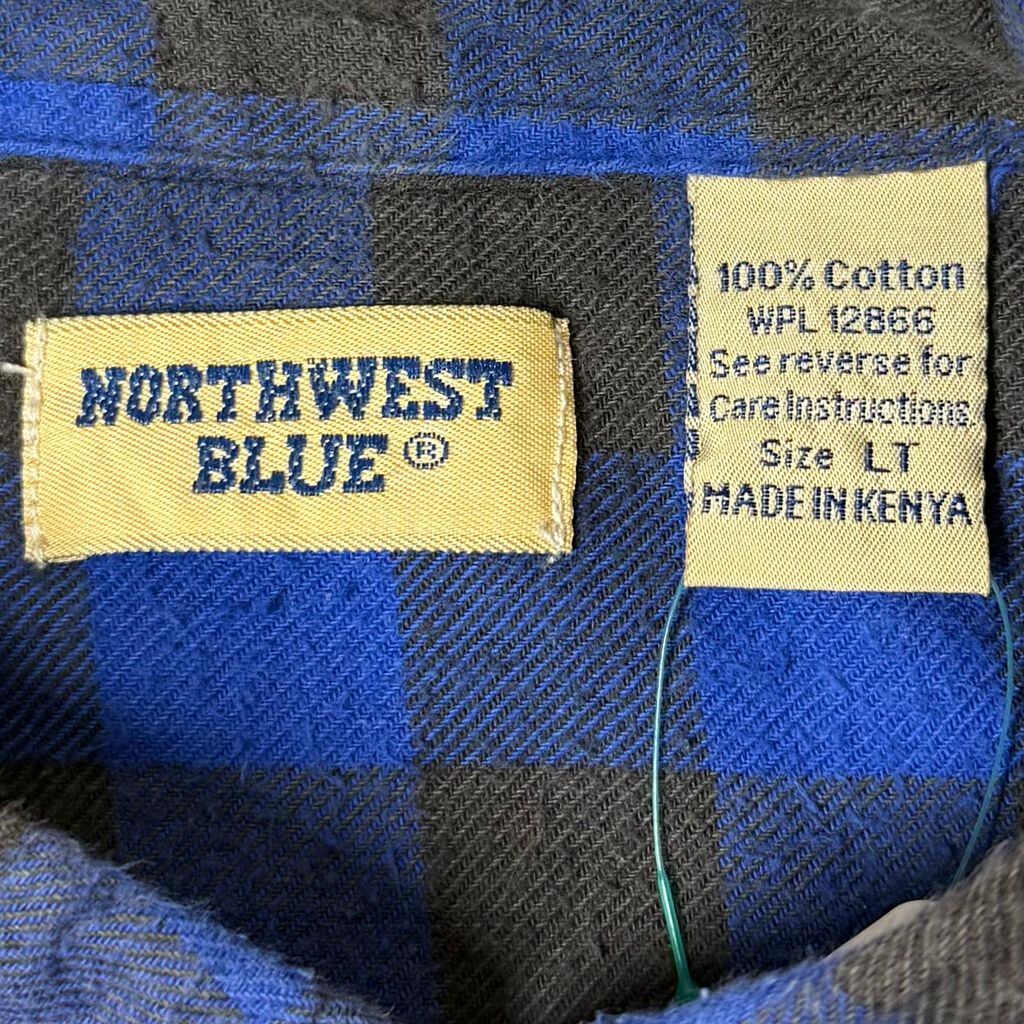 NORTHWEST
BLUE®
100% Cotton
WPL 12866
See reverse for
Care Instructions.
Size LT
MADE IN KENYA